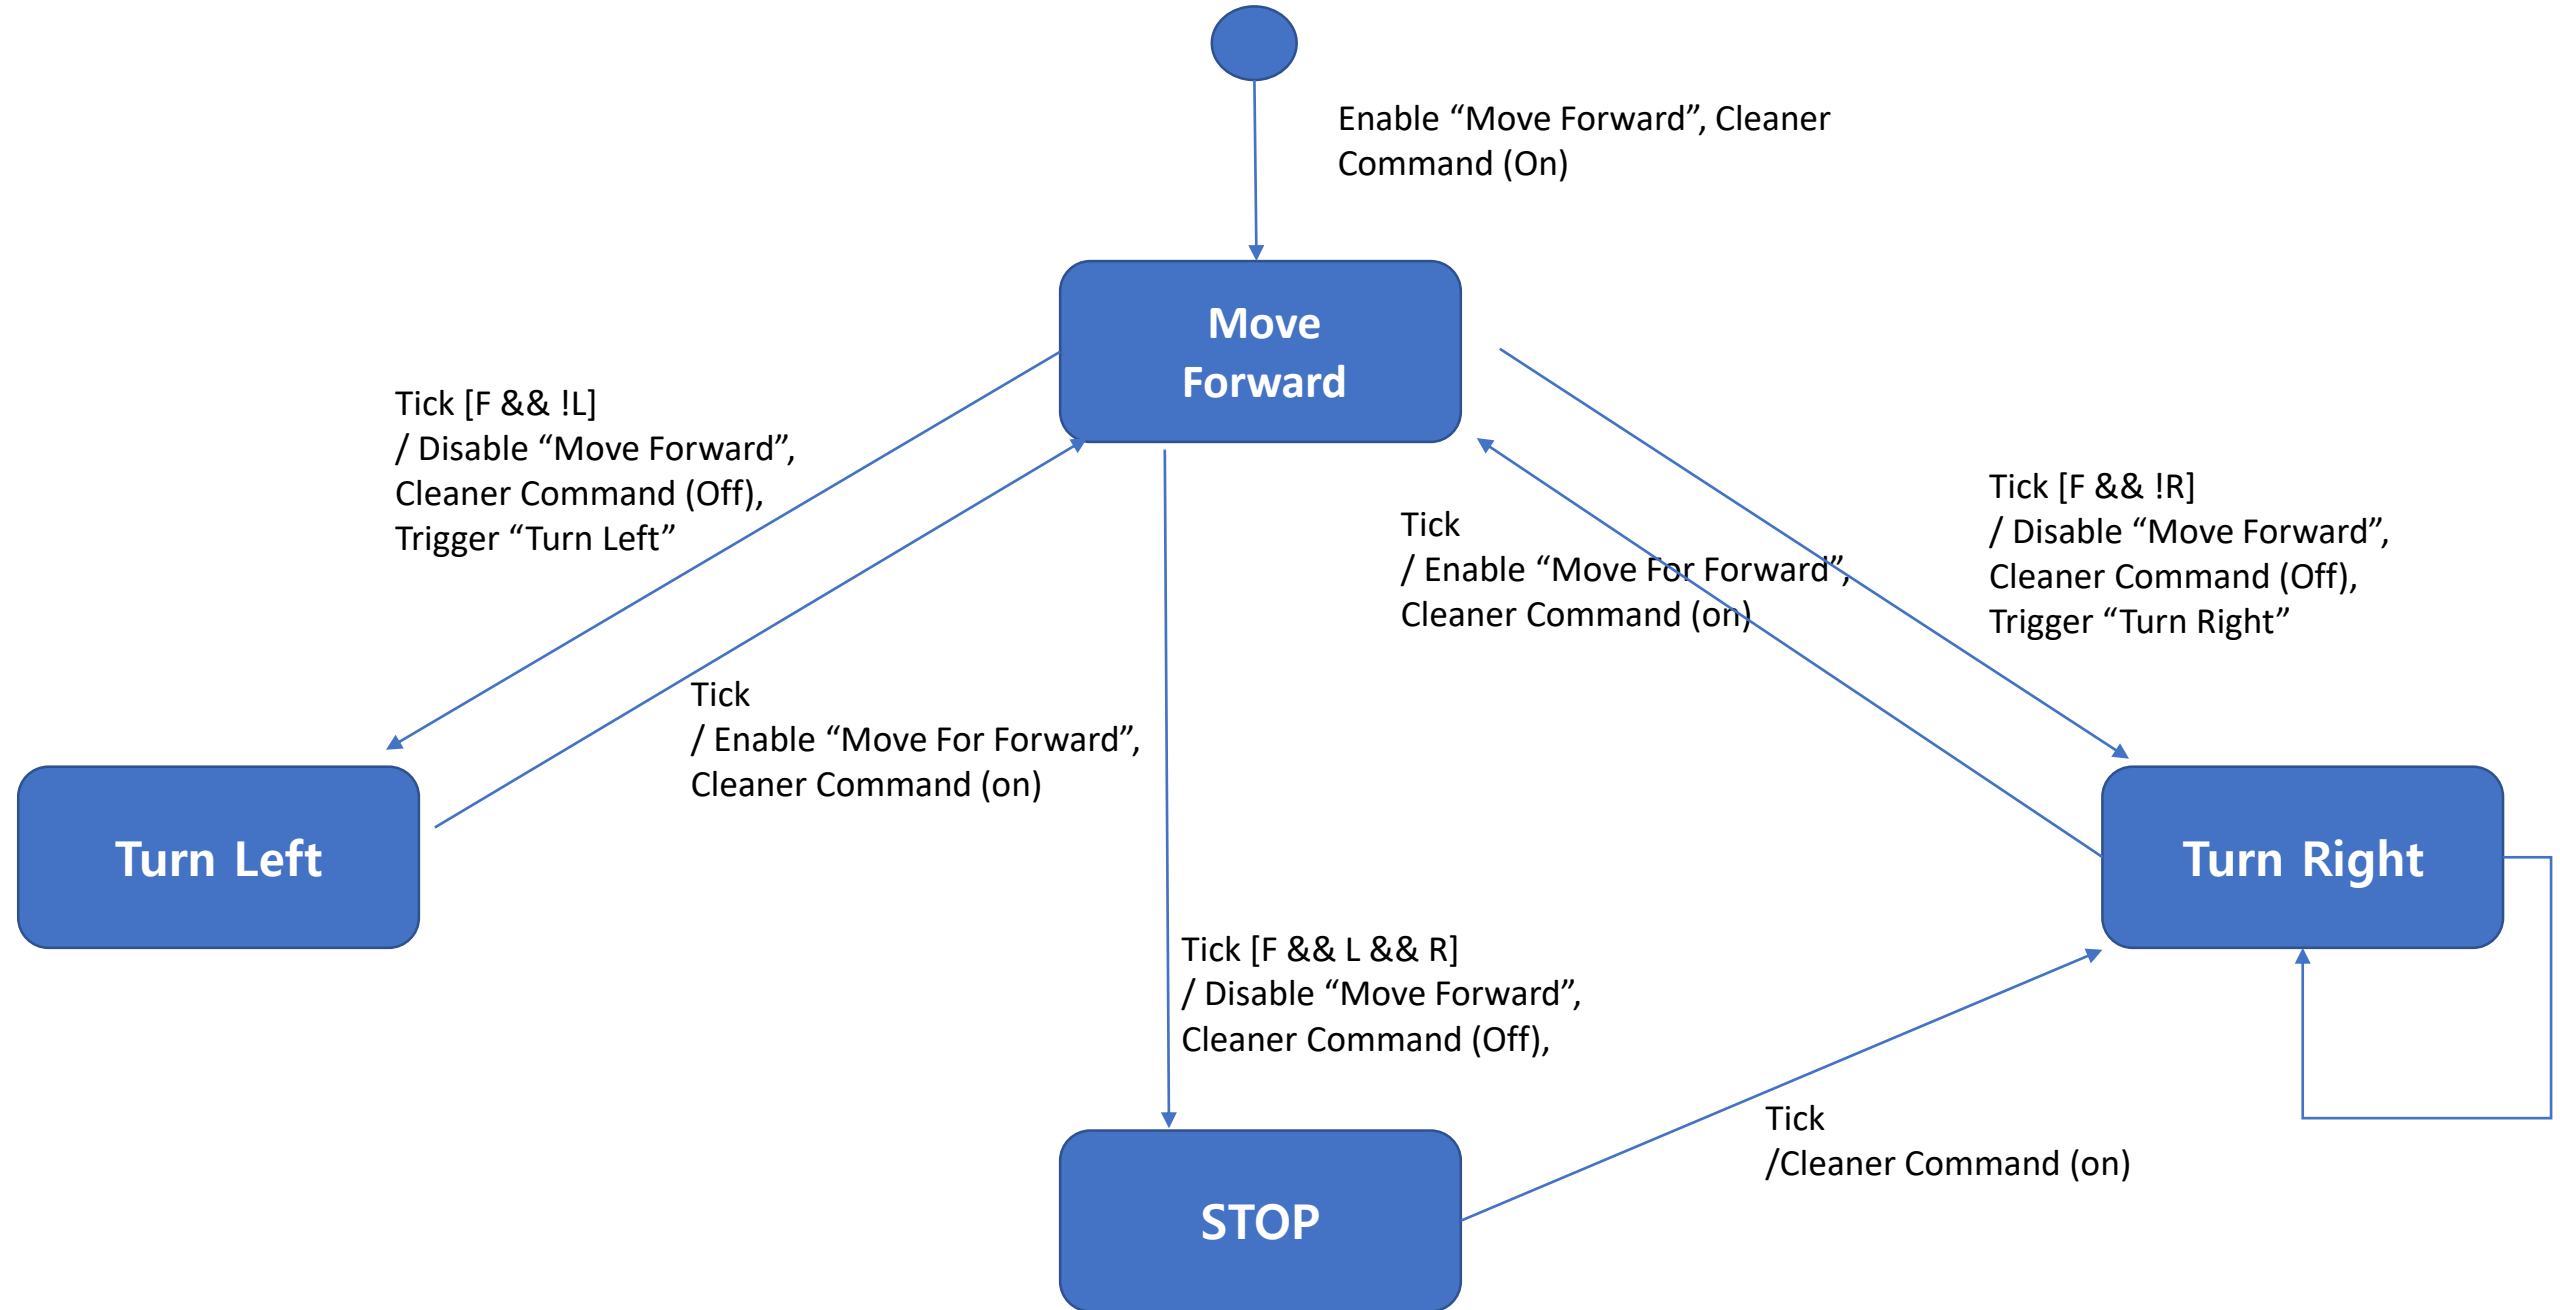 Enable “Move Forward”, Cleaner
Command (On)
Move
Forward
Tick [F && !L]
/ Disable “Move Forward”,
Cleaner Command (Off),
Trigger “Turn Left”
Tick
/ Enable “Move For Forward”,
Cleaner Command (on)
Tick [F && !R]
/ Disable “Move Forward”,
Cleaner Command (Off),
Trigger “Turn Right”
Tick
/ Enable “Move For Forward”,
Cleaner Command (on)
Turn Left
Turn Right
Tick [F && L && R]
/ Disable “Move Forward”,
Cleaner Command (Off),
Tick
/Cleaner Command (on)
STOP